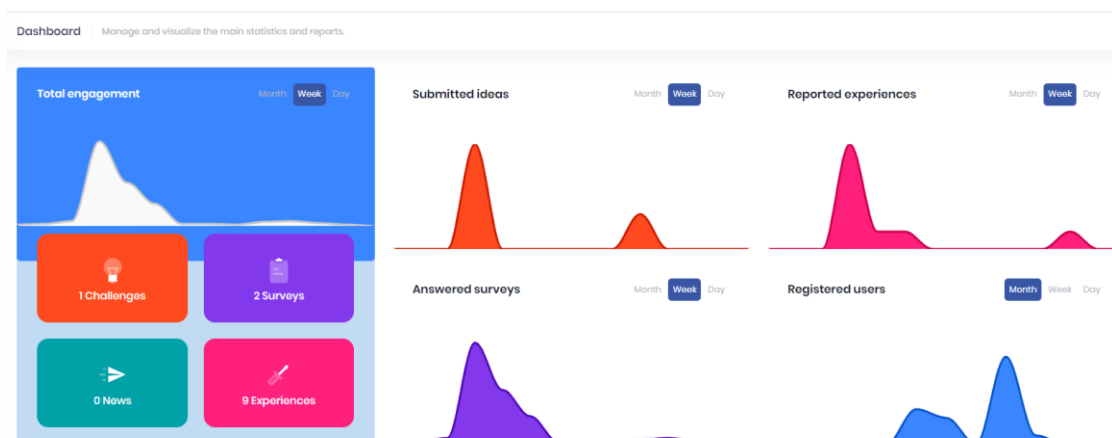 Dashboard
Manage and visualize the main statistics and reports.
Total engagement
Month Week Day
1 Challenges
2 Surveys
0 News
9 Experiences
Submitted ideas
Month Week Day
Reported experiences
Month Week Day
Answered surveys
Month Week Day
Registered users
Month Week Day